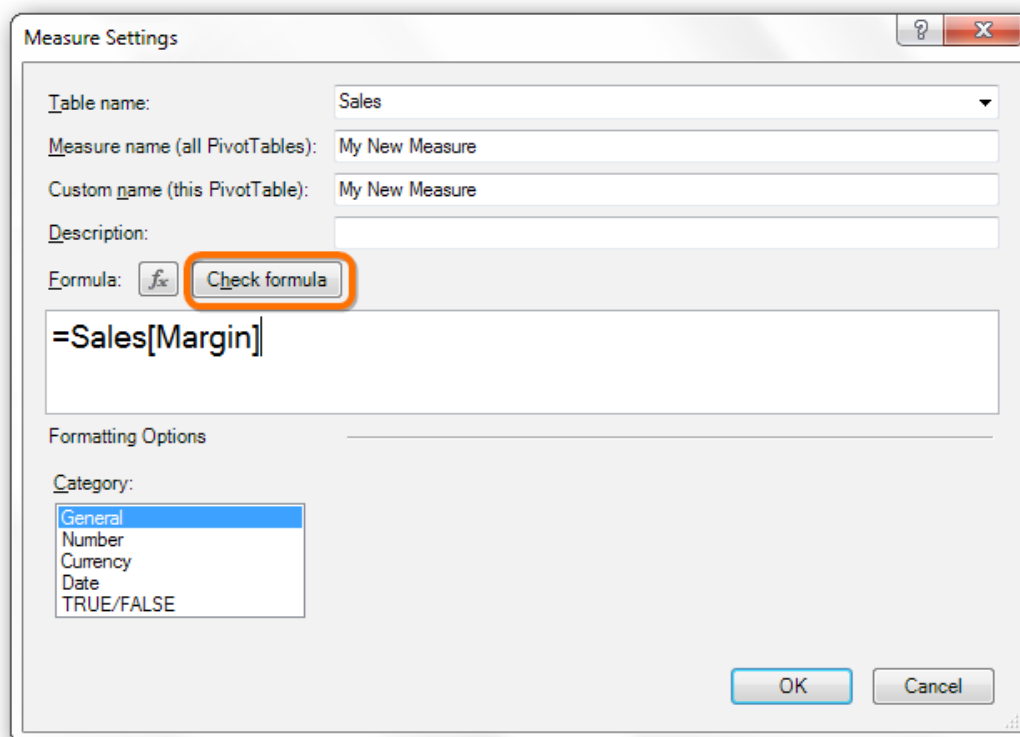 Measure Settings
Table name: Sales
Measure name (all PivotTables): My New Measure
Custom name (this PivotTable): My New Measure
Description:
Formula: fx Check formula
=Sales[Margin]
Formatting Options
Category:
General
Number
Currency
Date
TRUE/FALSE
OK Cancel